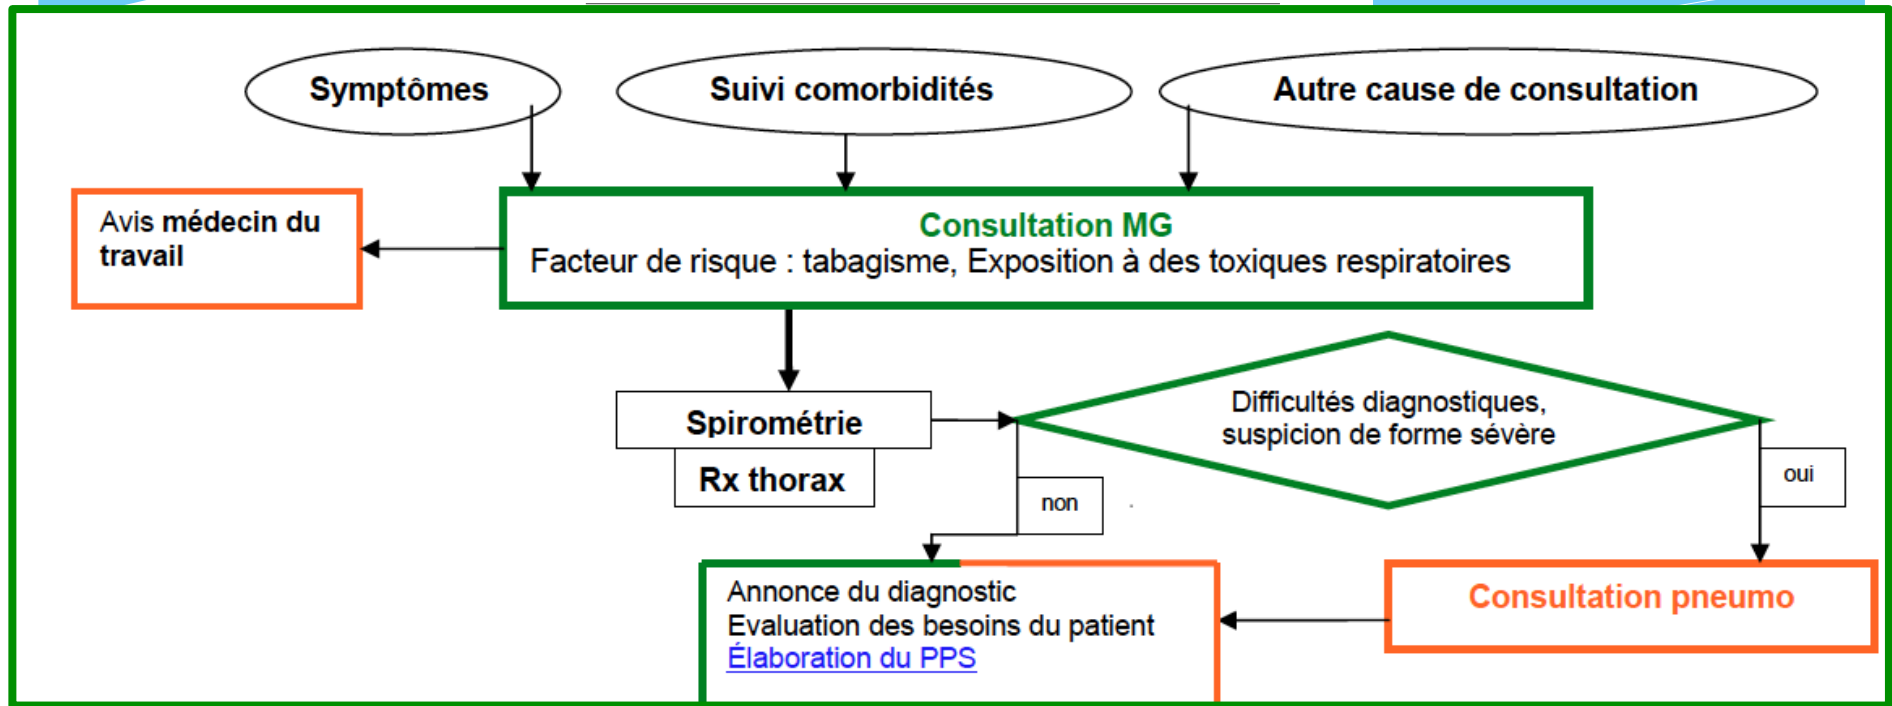 Symptômes
Suivi comorbidités
Autre cause de consultation
Avis médecin du
travail
Consultation MG
Facteur de risque : tabagisme, Exposition à des toxiques respiratoires
Spirométrie
Rx thorax
Difficultés diagnostiques,
suspicion de forme sévère
non
oui
Annonce du diagnostic
Evaluation des besoins du patient
Élaboration du PPS
Consultation pneumo